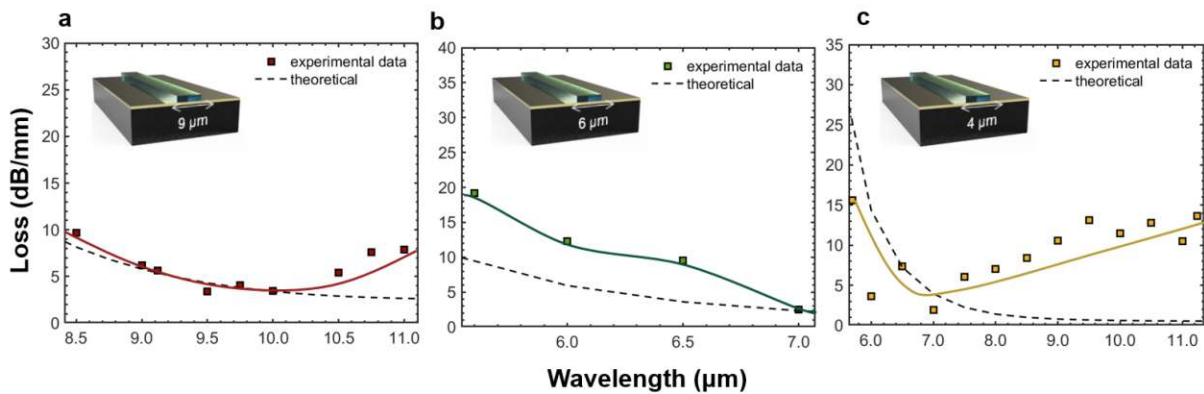 a
30
25
20
15
10
5
0
experimental data
theoretical
9 µm
8.5 9.0 9.5 10.0 10.5 11.0
b
40
35
30
25
20
15
10
5
0
experimental data
theoretical
6 µm
6.0 6.5 7.0
c
35
30
25
20
15
10
5
0
experimental data
theoretical
4 µm
6.0 7.0 8.0 9.0 10.0 11.0
Loss (dB/mm)
Wavelength (µm)